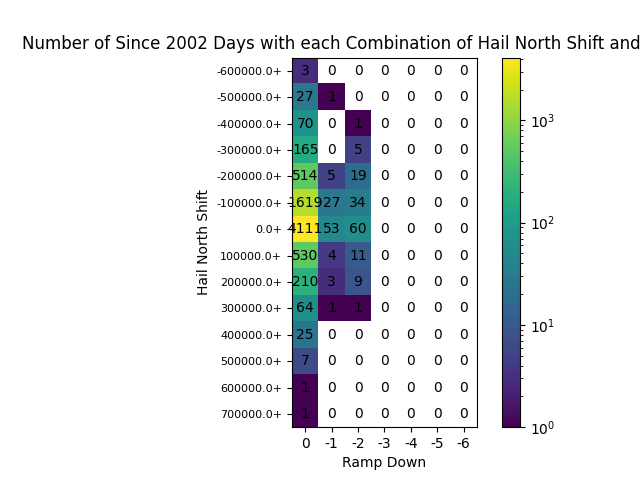 Number of Since 2002 Days with each Combination of Hail North Shift and
Hail North Shift
-600000.0+ 3 0 0 0 0 0 0
-500000.0+ 27 1 0 0 0 0 0
-400000.0+ 70 0 1 0 0 0 0
-300000.0+ 165 0 5 0 0 0 0
-200000.0+ 514 5 19 0 0 0 0
-100000.0+ 1619 27 34 0 0 0 0
0.0+ 4111 53 60 0 0 0 0
100000.0+ 530 4 11 0 0 0 0
200000.0+ 210 3 9 0 0 0 0
300000.0+ 64 1 1 0 0 0 0
400000.0+ 25 0 0 0 0 0 0
500000.0+ 7 0 0 0 0 0 0
600000.0+ 1 0 0 0 0 0 0
700000.0+ 1 0 0 0 0 0 0
0 -1 -2 -3 -4 -5 -6
Ramp Down
10³
10²
10¹
10⁰